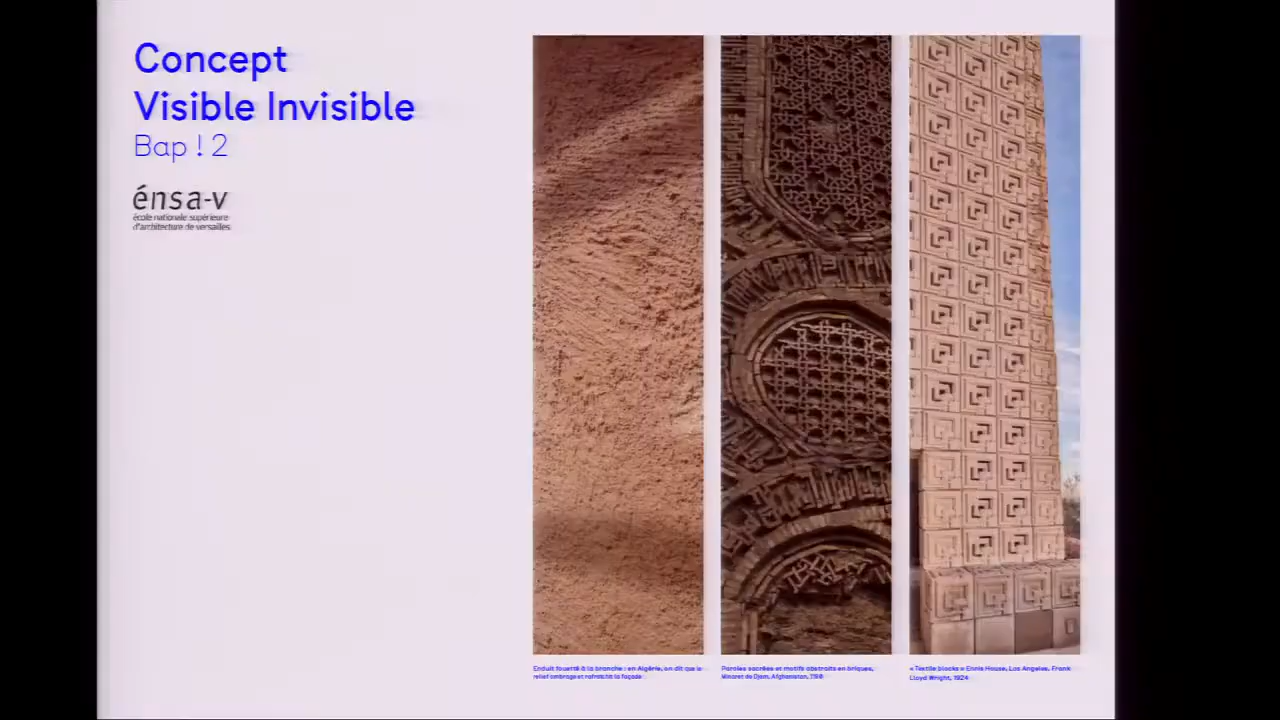 Concept
Visible Invisible
Bap ! 2
énsa-v
école nationale supérieure
d'architecture de versailles
Enduit fouetté à la branche : en Algérie, on dit que le
relief ombrage et rafraîchit la façade
Paroles sacrées et motifs abstraits en briques,
Minaret de Djam, Afghanistan, 1198
« Textile blocks » Ennis House, Los Angeles, Frank
Lloyd Wright, 1924